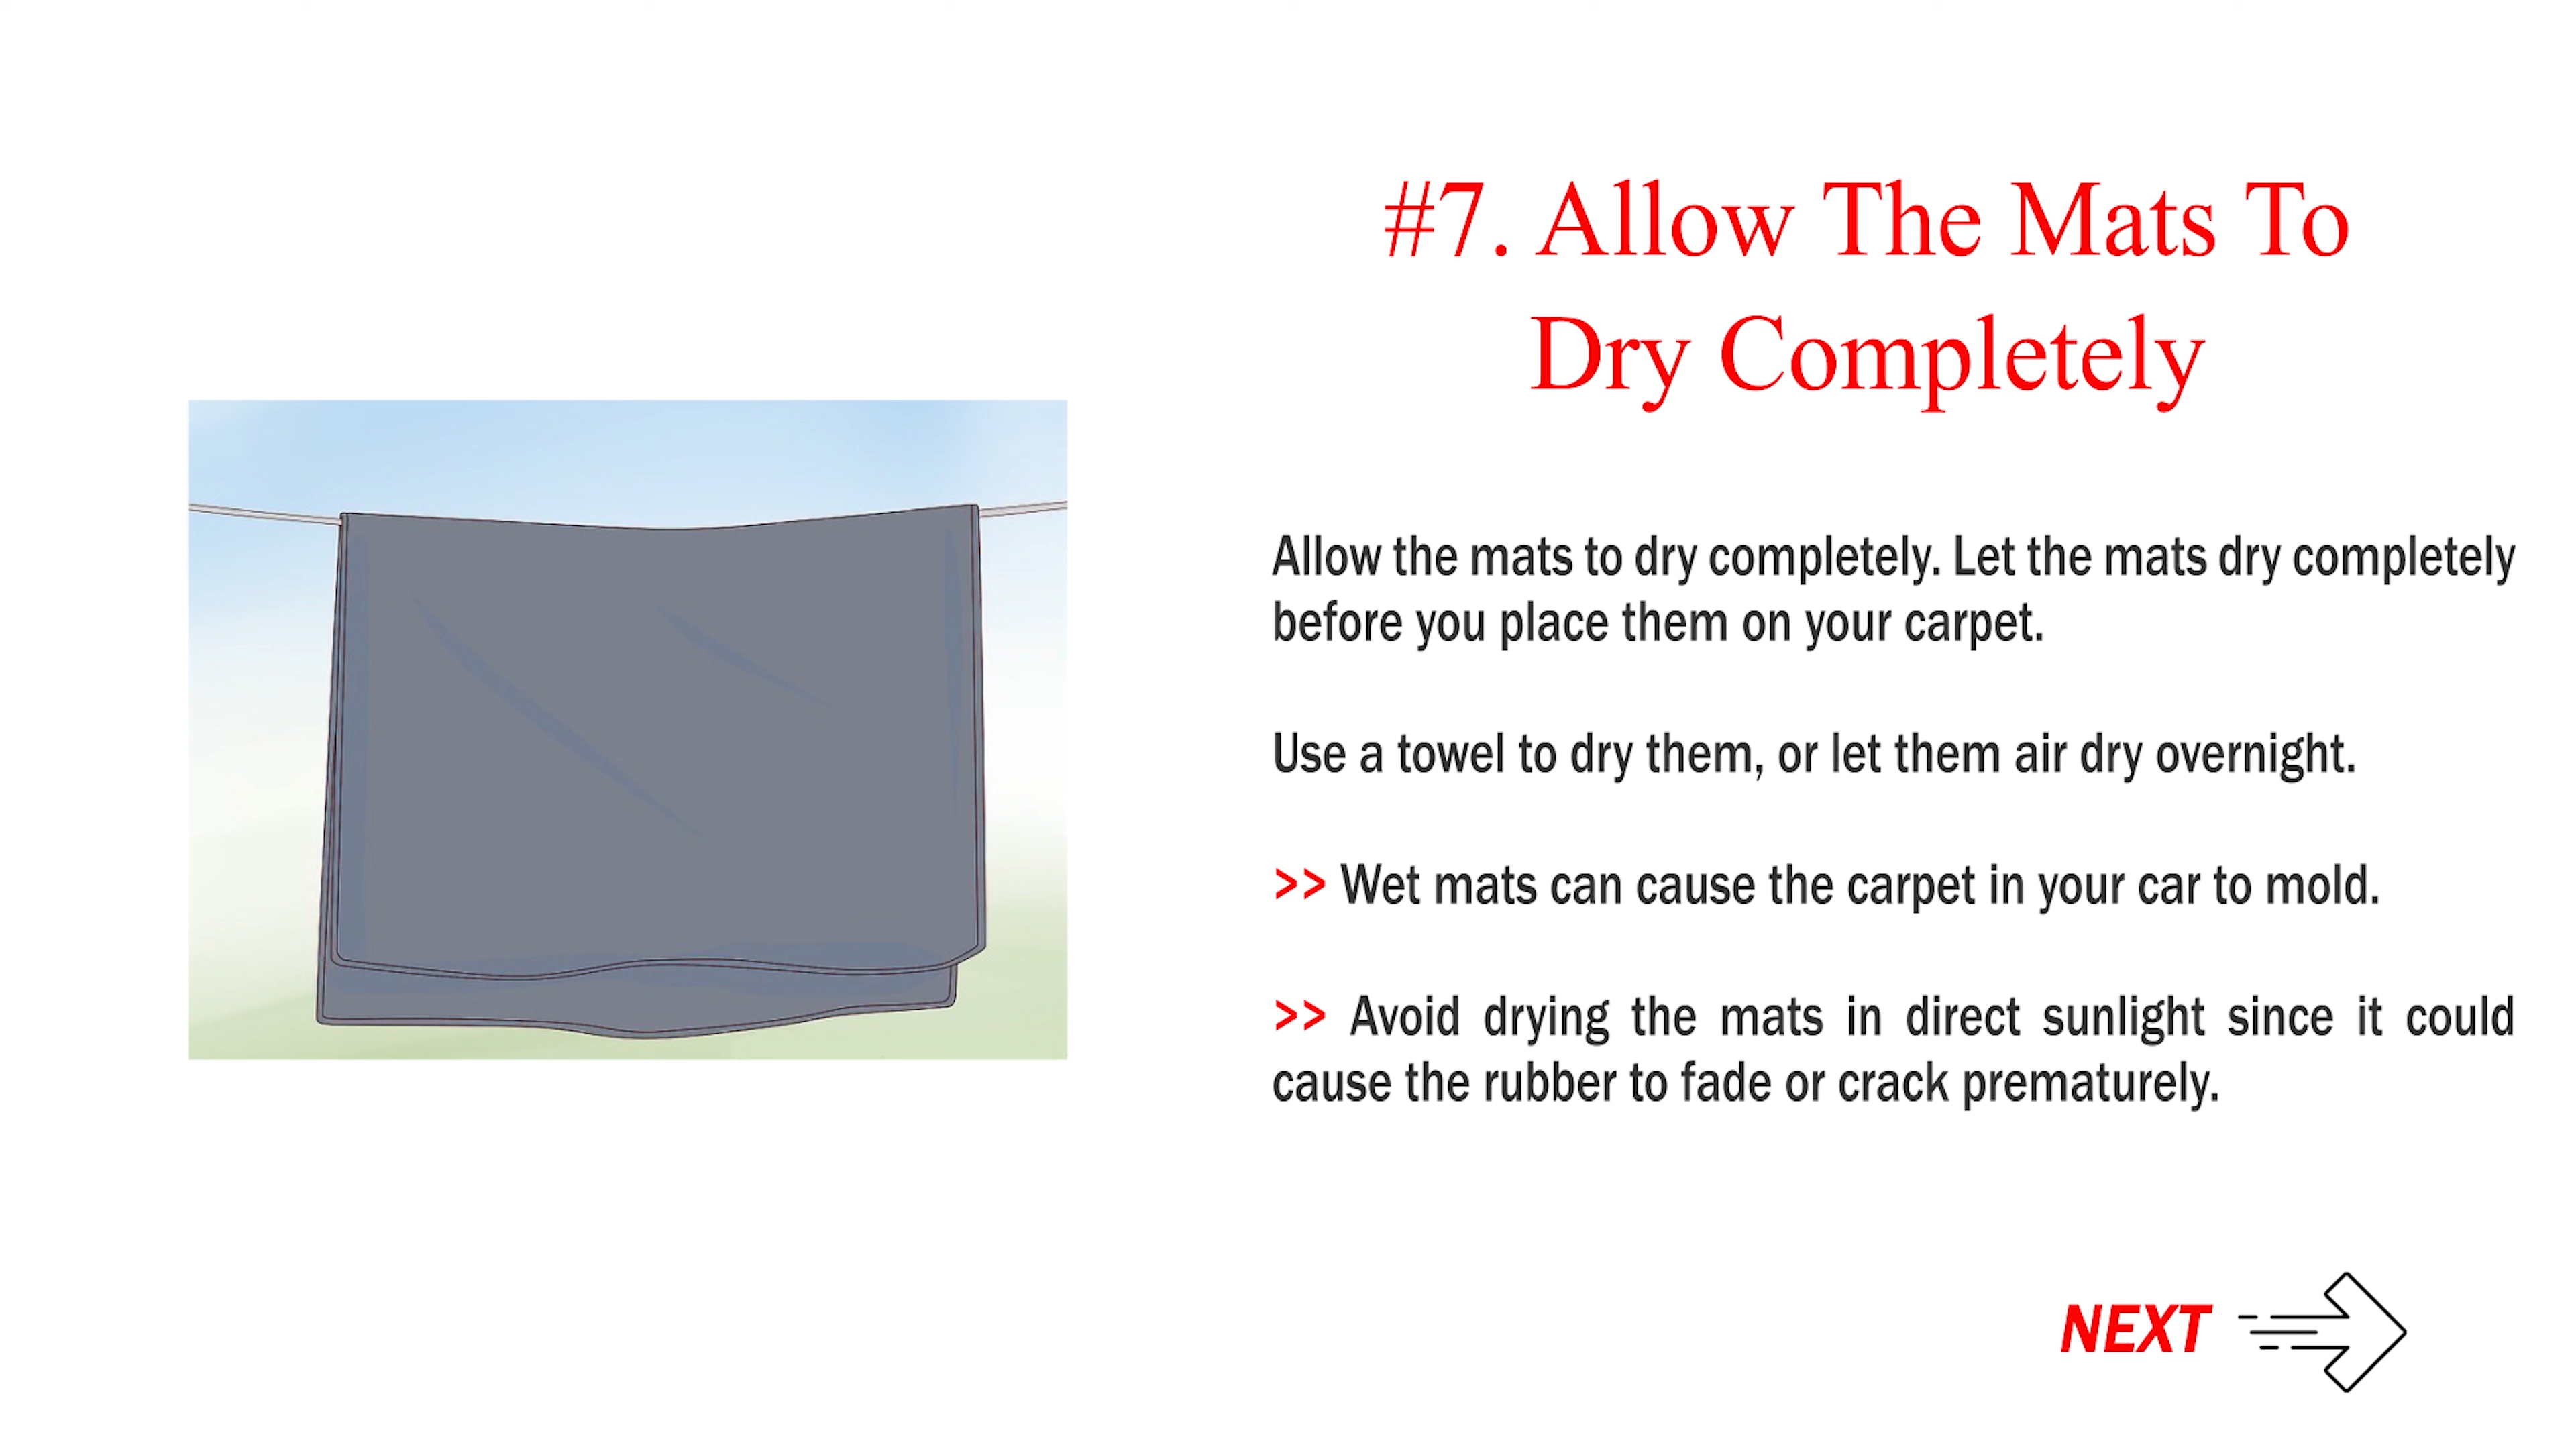 #7. Allow The Mats To
Dry Completely
Allow the mats to dry completely. Let the mats dry completely
before you place them on your carpet.
Use a towel to dry them, or let them air dry overnight.
>> Wet mats can cause the carpet in your car to mold.
>> Avoid drying the mats in direct sunlight since it could
cause the rubber to fade or crack prematurely.
NEXT